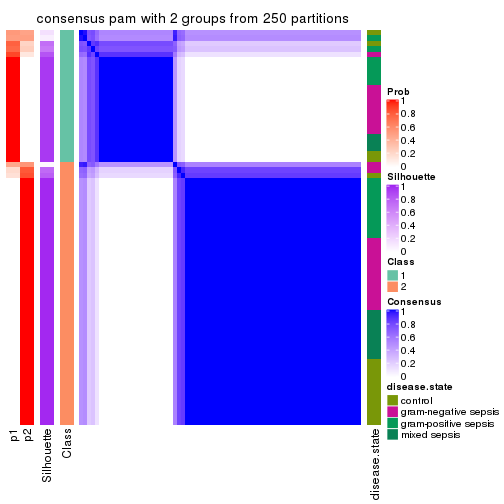 consensus pam with 2 groups from 250 partitions
Prob
1
0.8
0.6
0.4
0.2
0
Silhouette
1
0.8
0.6
0.4
0.2
0
Class
1
2
Consensus
1
0.8
0.6
0.4
0.2
0
disease.state
control
gram-negative sepsis
gram-positive sepsis
mixed sepsis
p1
p2
Silhouette
Class
disease.state